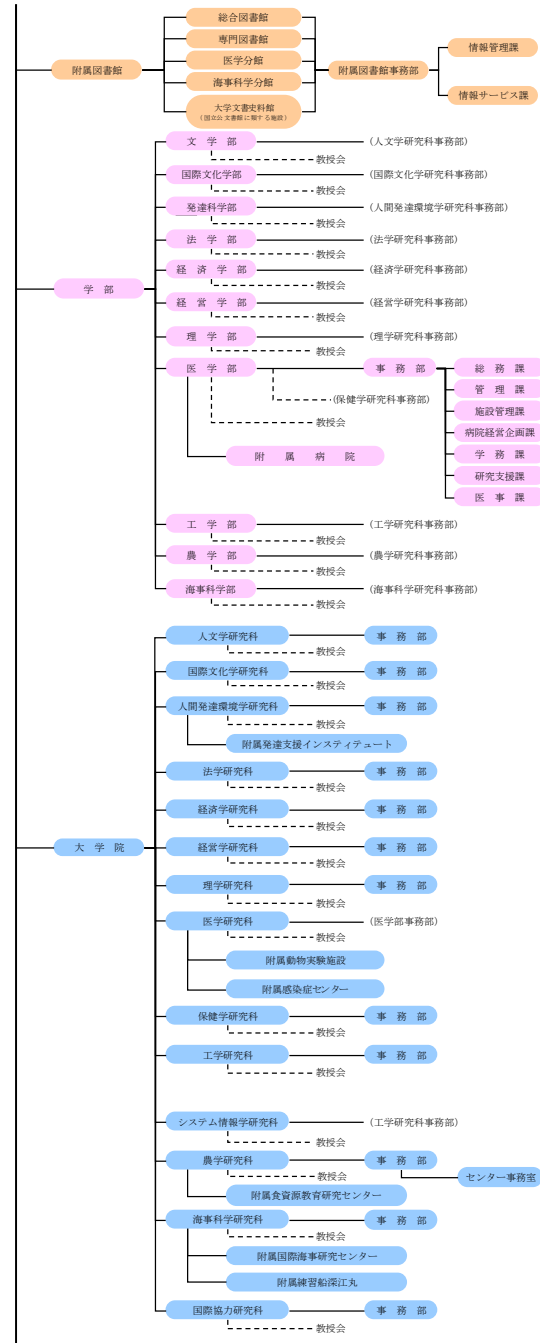 総合図書館
専門図書館
医学分館
海事科学分館
大学文書史料館
(国立公文書館に類する施設)
附属図書館
附属図書館事務部
情報管理課
情報サービス課
学 部
文 学 部
(人文学研究科事務部)
教授会
国際文化学部
(国際文化学研究科事務部)
教授会
発達科学部
(人間発達環境学研究科事務部)
教授会
法 学 部
(法学研究科事務部)
教授会
経 済 学 部
(経済学研究科事務部)
教授会
経 営 学 部
(経営学研究科事務部)
教授会
理 学 部
(理学研究科事務部)
教授会
医 学 部
事 務 部
総 務 課
管 理 課
施設管理課
病院経営企画課
学 務 課
研究支援課
医 事 課
(保健学研究科事務部)
教授会
附 属 病 院
工 学 部
(工学研究科事務部)
教授会
農 学 部
(農学研究科事務部)
教授会
海事科学部
(海事科学研究科事務部)
教授会
大 学 院
人文学研究科
事 務 部
教授会
国際文化学研究科
事 務 部
教授会
人間発達環境学研究科
事 務 部
教授会
附属発達支援インスティテュート
法学研究科
事 務 部
教授会
経済学研究科
事 務 部
教授会
経営学研究科
事 務 部
教授会
理学研究科
事 務 部
教授会
医学研究科
(医学部事務部)
教授会
附属動物実験施設
附属感染症センター
保健学研究科
事 務 部
教授会
工学研究科
事 務 部
教授会
システム情報学研究科
(工学研究科事務部)
教授会
農学研究科
事 務 部
教授会
センター事務室
附属食資源教育研究センター
海事科学研究科
事 務 部
教授会
附属国際海事研究センター
附属練習船深江丸
国際協力研究科
事 務 部
教授会